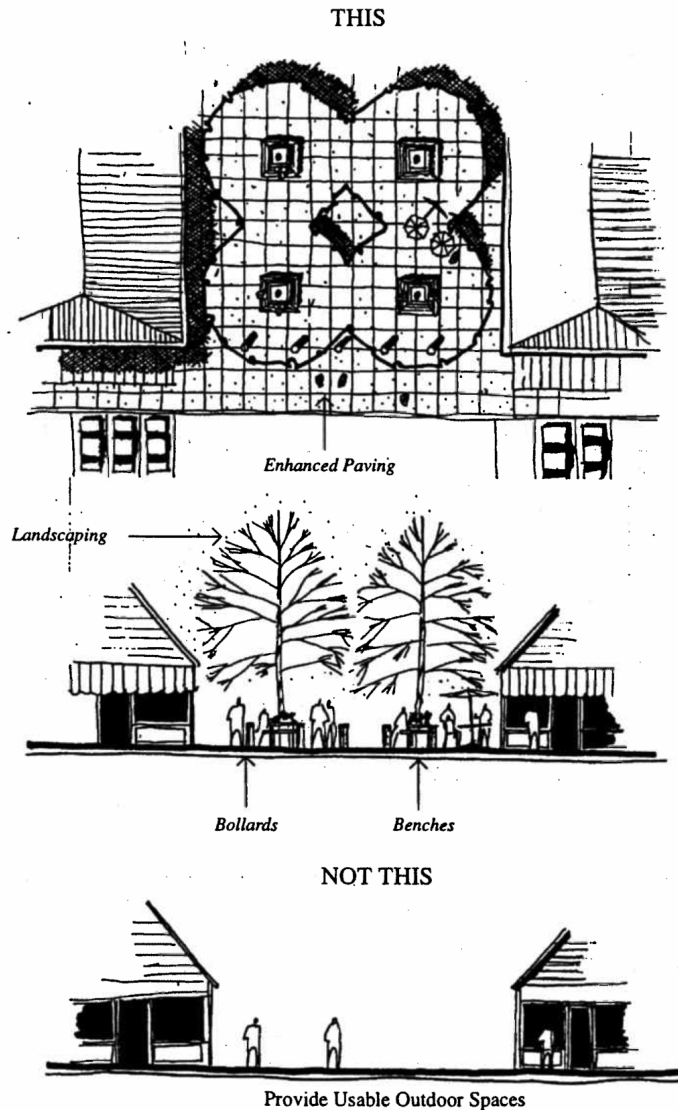 THIS
Enhanced Paving
Landscaping
Bollards
Benches
NOT THIS
Provide Usable Outdoor Spaces